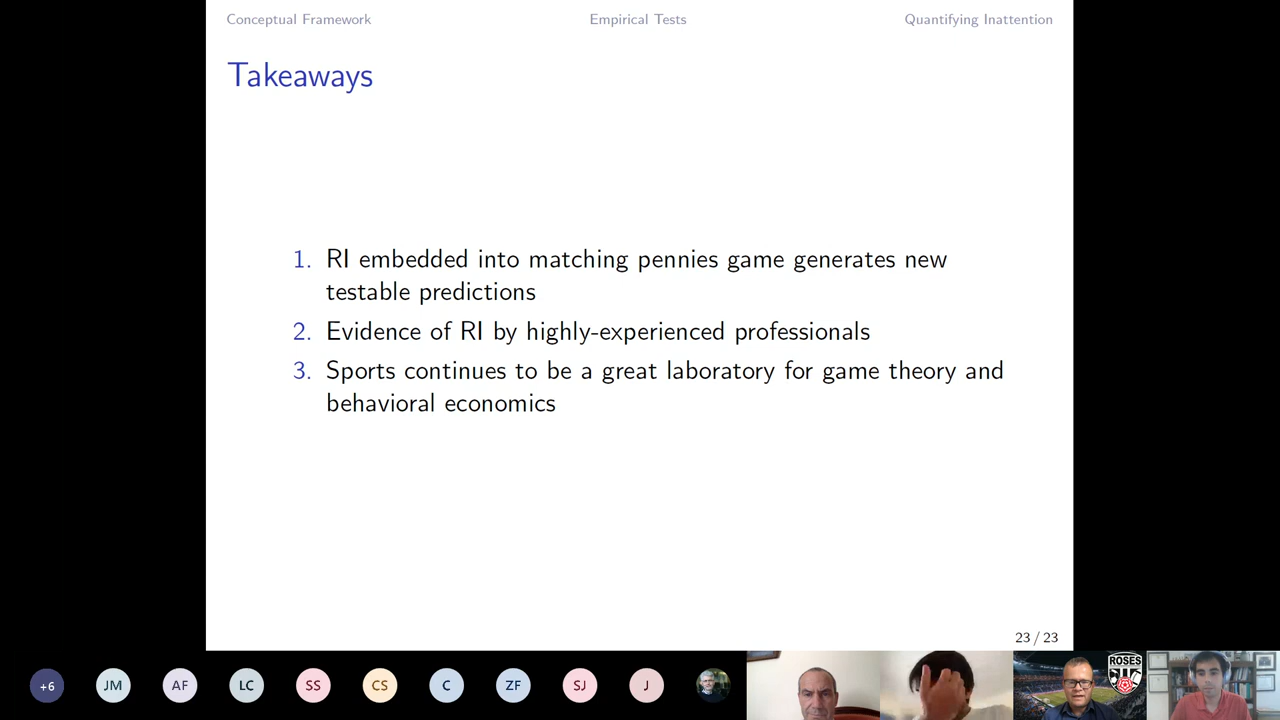 Conceptual Framework
Empirical Tests
Quantifying Inattention
Takeaways
1. RI embedded into matching pennies game generates new
testable predictions
2. Evidence of RI by highly-experienced professionals
3. Sports continues to be a great laboratory for game theory and
behavioral economics
23 / 23
+6
JM
AF
LC
SS
CS
C
ZF
SJ
J
ROSES